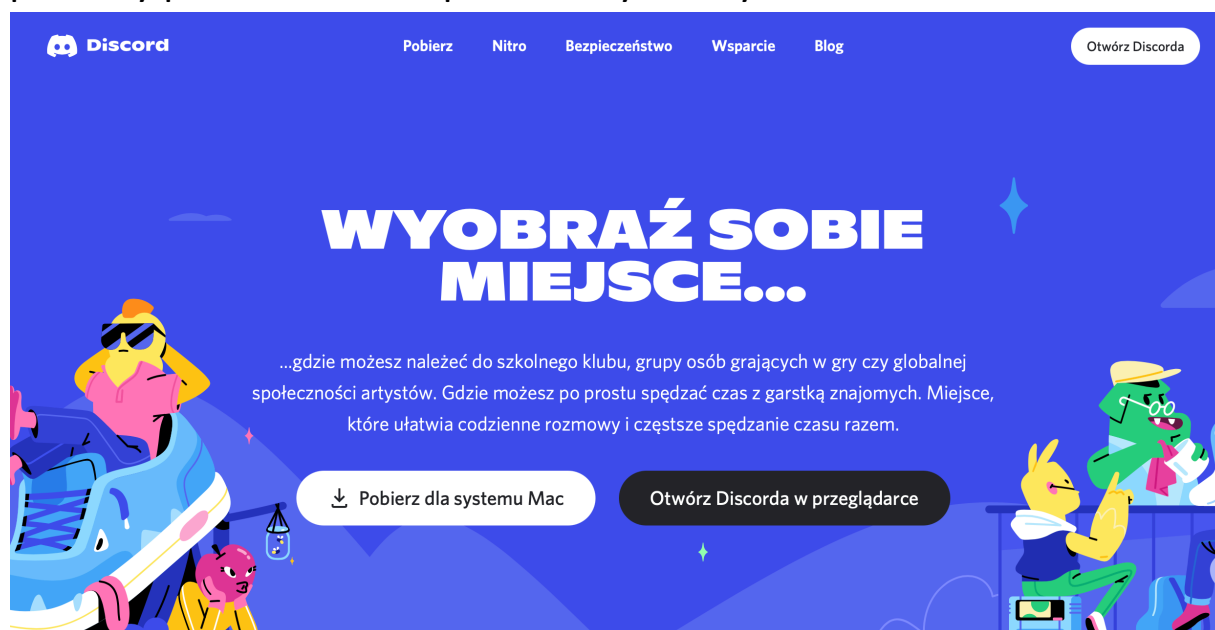 Discord
Pobierz
Nitro
Bezpieczeństwo
Wsparcie
Blog
Otwórz Discorda
WYOBRAŹ SOBIE
MIEJSCE...
...gdzie możesz należeć do szkolnego klubu, grupy osób grających w gry czy globalnej
społeczności artystów. Gdzie możesz po prostu spędzać czas z garstką znajomych. Miejsce,
które ułatwia codzienne rozmowy i częstsze spędzanie czasu razem.
Pobierz dla systemu Mac
Otwórz Discorda w przeglądarce